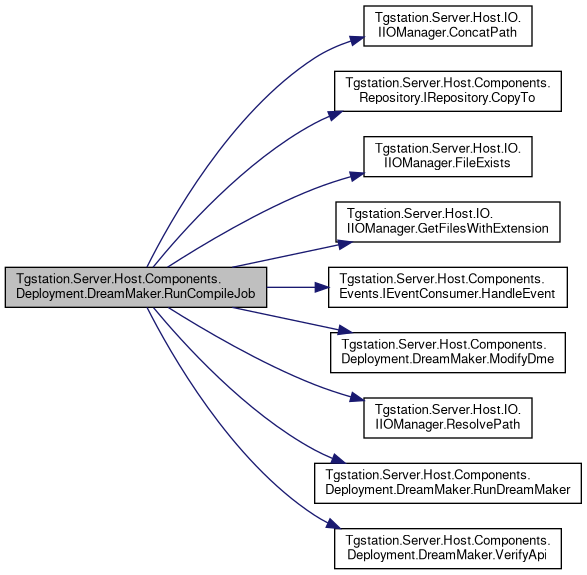 Tgstation.Server.Host.Components.
Deployment.DreamMaker.RunCompileJob
Tgstation.Server.Host.IO.
IIOManager.ConcatPath
Tgstation.Server.Host.Components.
Repository.IRepository.CopyTo
Tgstation.Server.Host.IO.
IIOManager.FileExists
Tgstation.Server.Host.IO.
IIOManager.GetFilesWithExtension
Tgstation.Server.Host.Components.
Events.IEventConsumer.HandleEvent
Tgstation.Server.Host.Components.
Deployment.DreamMaker.ModifyDme
Tgstation.Server.Host.IO.
IIOManager.ResolvePath
Tgstation.Server.Host.Components.
Deployment.DreamMaker.RunDreamMaker
Tgstation.Server.Host.Components.
Deployment.DreamMaker.VerifyApi